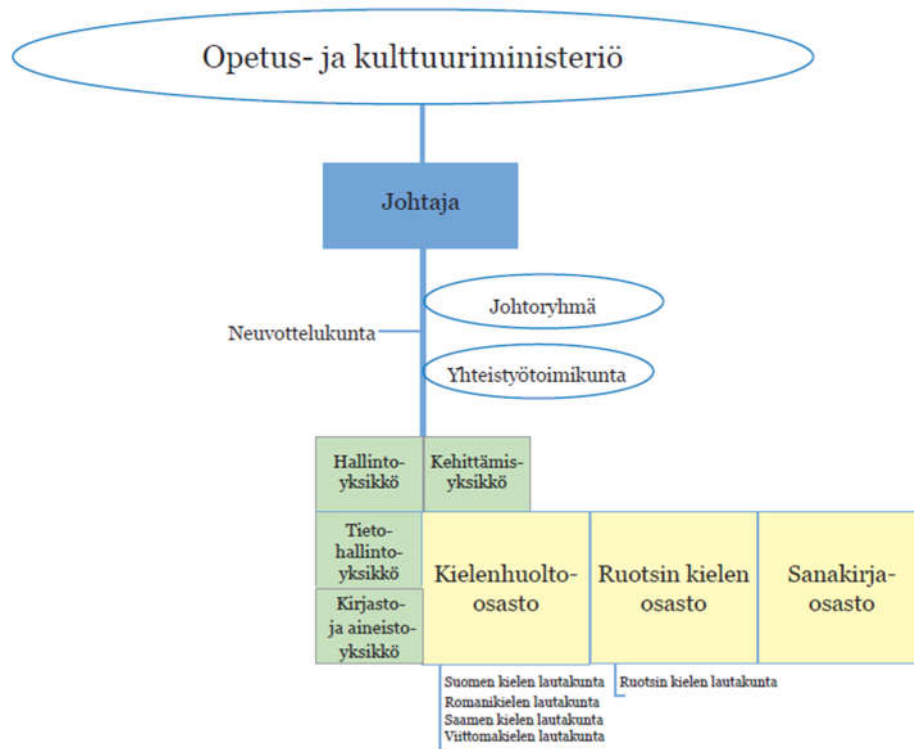 Opetus- ja kulttuuriministeriö
Johtaja
Johtoryhmä
Neuvottelukunta
Yhteistyötoimikunta
Hallinto-
yksikkö
Kehittämis-
yksikkö
Tieto-
hallinto-
yksikkö
Kirjasto-
ja aineisto-
yksikkö
Kielenhuolto-
osasto
Ruotsin kielen
osasto
Sanakirja-
osasto
Suomen kielen lautakunta
Romanikielen lautakunta
Saamen kielen lautakunta
Viittomakielen lautakunta
Ruotsin kielen lautakunta